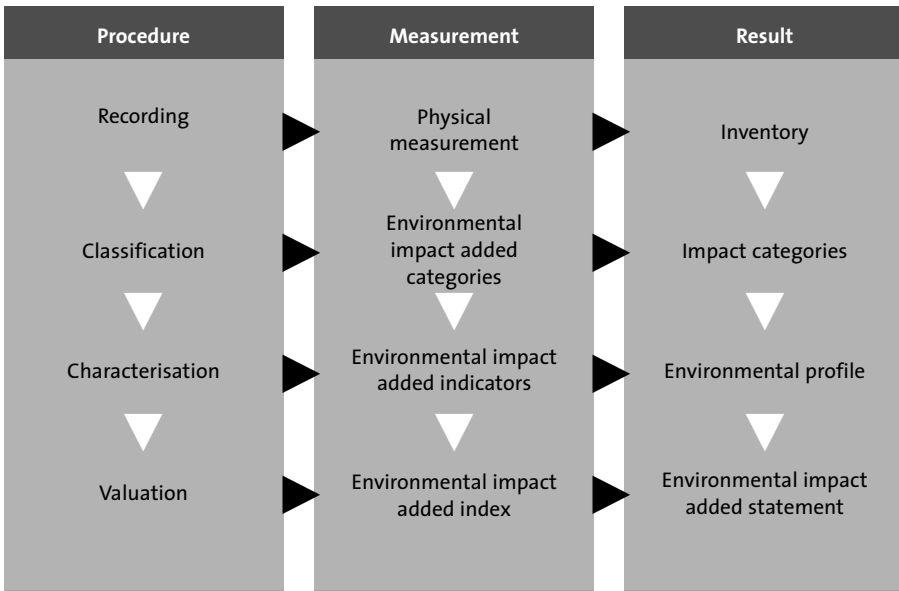 Procedure
Measurement
Result
Recording
Physical
measurement
Inventory
Classification
Environmental
impact added
categories
Impact categories
Characterisation
Environmental impact
added indicators
Environmental profile
Valuation
Environmental impact
added index
Environmental impact
added statement